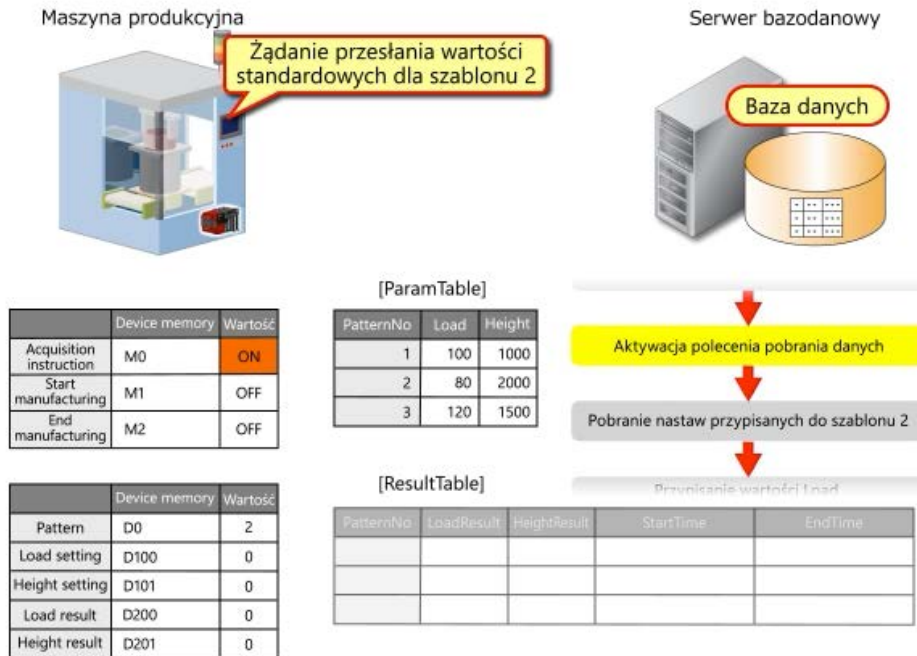 Maszyna produkcyjna
Serwer bazodanowy
Żądanie przesłania wartości
standardowych dla szablonu 2
Baza danych
Device memory Wartość
Acquisition
instruction M0 ON
Start
manufacturing M1 OFF
End
manufacturing M2 OFF
[ParamTable]
PatternNo Load Height
1 100 1000
2 80 2000
3 120 1500
Aktywacja polecenia pobrania danych
Pobranie nastaw przypisanych do szablonu 2
Przypisanie wartości Load
Device memory Wartość
Pattern D0 2
Load setting D100 0
Height setting D101 0
Load result D200 0
Height result D201 0
[ResultTable]
PatternNo LoadResult HeightResult StartTime EndTime